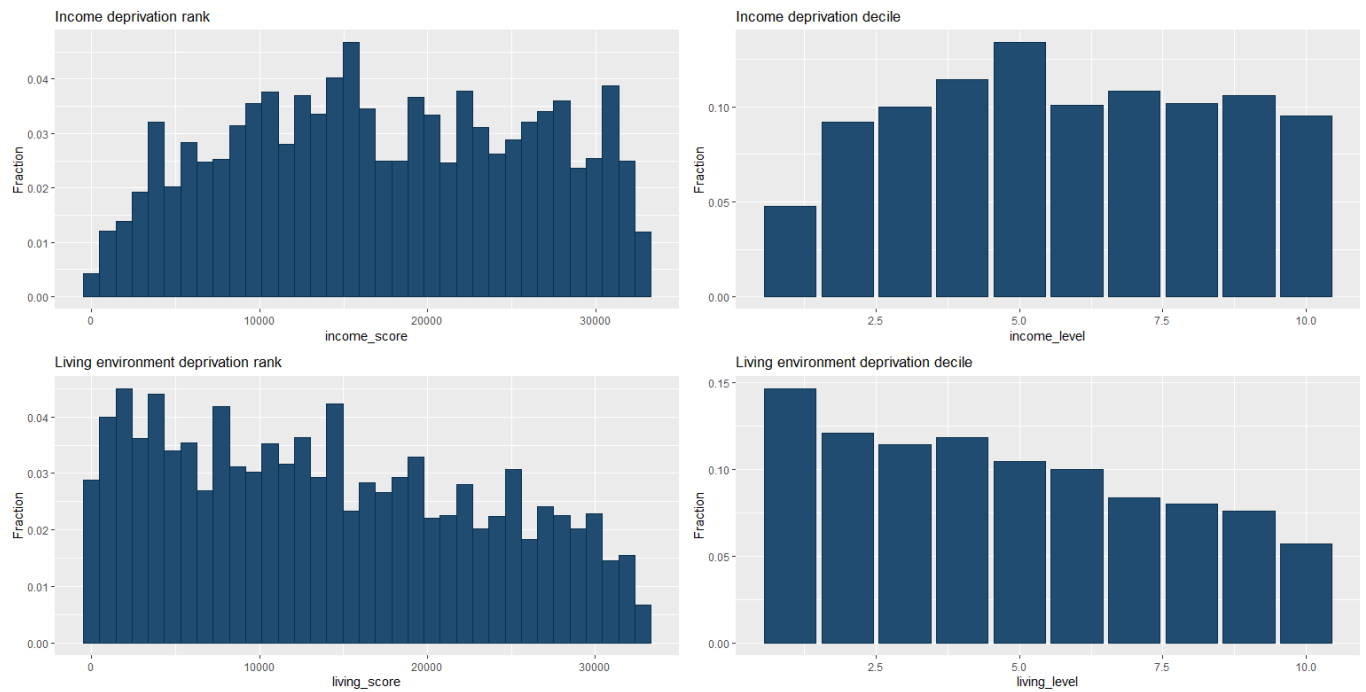 Income deprivation rank
Fraction
0.04
0.03
0.02
0.01
0.00
0
10000
20000
30000
income_score
Income deprivation decile
Fraction
0.10
0.05
0.00
2.5
5.0
7.5
10.0
income_level
Living environment deprivation rank
Fraction
0.04
0.03
0.02
0.01
0.00
0
10000
20000
30000
living_score
Living environment deprivation decile
Fraction
0.15
0.10
0.05
0.00
2.5
5.0
7.5
10.0
living_level